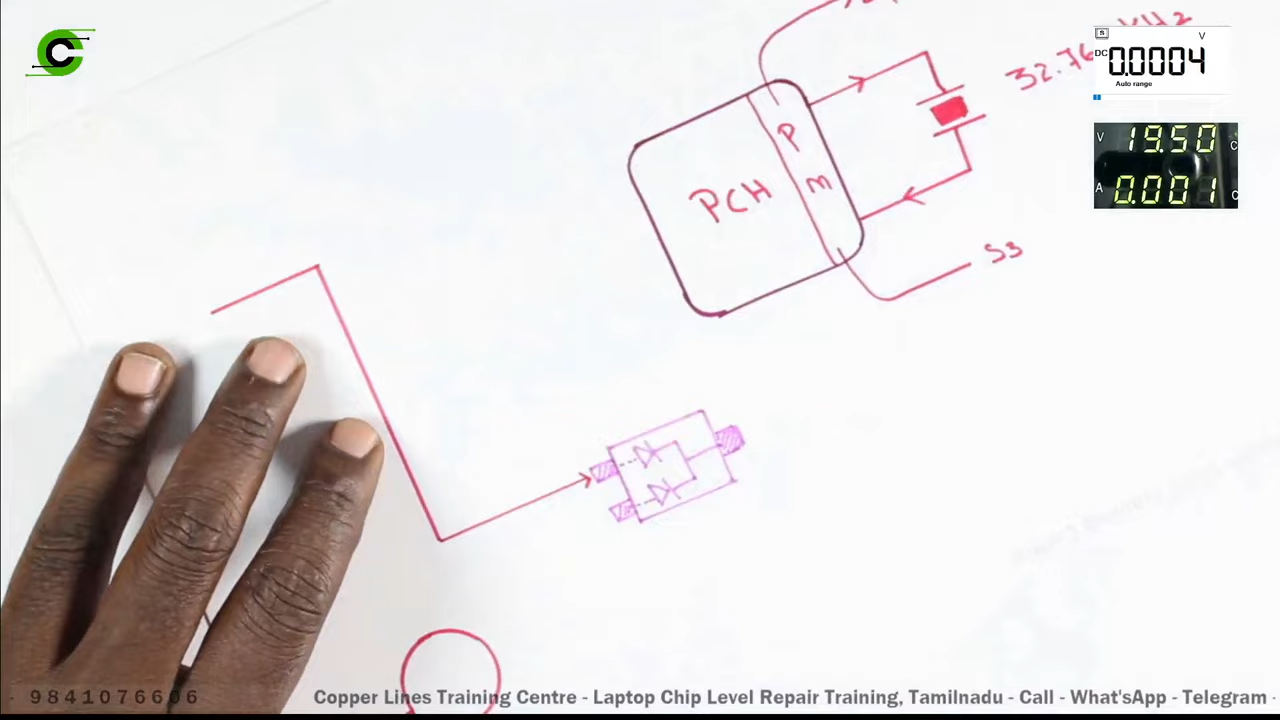 S
V
DC
0.0004
Auto range
V
19.50
C
A
0.001
C
32.76
KHz
P
M
PCH
S3
C
9841076606
Copper Lines Training Centre - Laptop Chip Level Repair Training, Tamilnadu - Call - What'sApp - Telegram -